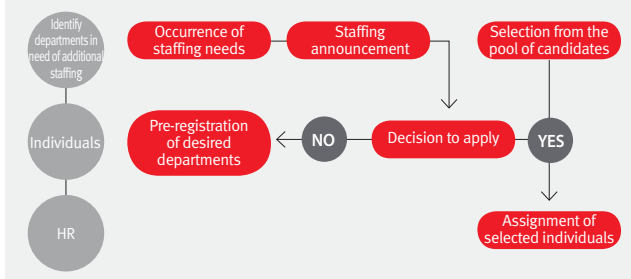 Identify
departments in
need of additional
staffing
Occurrence of
staffing needs
Staffing
announcement
Selection from the
pool of candidates
Individuals
Pre-registration
of desired
departments
NO
Decision to apply
YES
HR
Assignment of
selected individuals